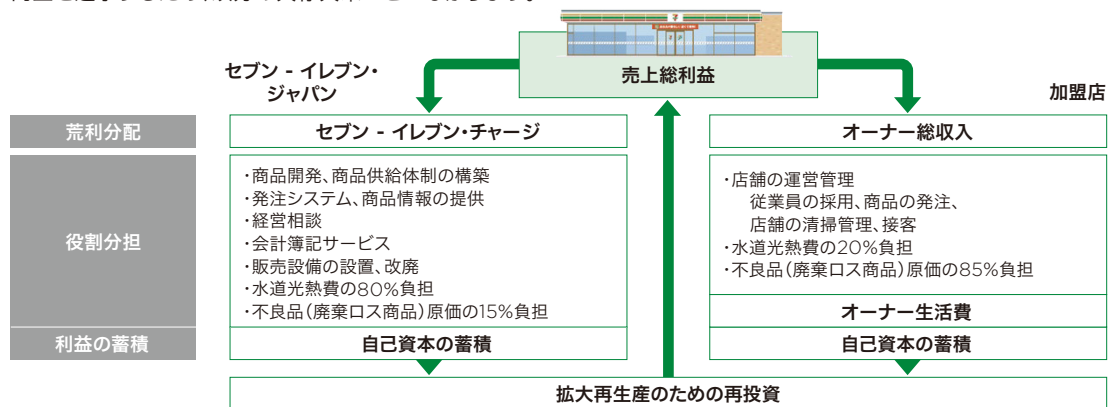 セブン - イレブン・
ジャパン
売上総利益
加盟店
荒利分配
セブン - イレブン・チャージ
オーナー総収入
役割分担
・商品開発、商品供給体制の構築
・発注システム、商品情報の提供
・経営相談
・会計簿記サービス
・販売設備の設置、改廃
・水道光熱費の80%負担
・不良品(廃棄ロス商品)原価の15%負担
・店舗の運営管理
従業員の採用、商品の発注、
店舗の清掃管理、接客
・水道光熱費の20%負担
・不良品(廃棄ロス商品)原価の85%負担
オーナー生活費
利益の蓄積
自己資本の蓄積
自己資本の蓄積
拡大再生産のための再投資